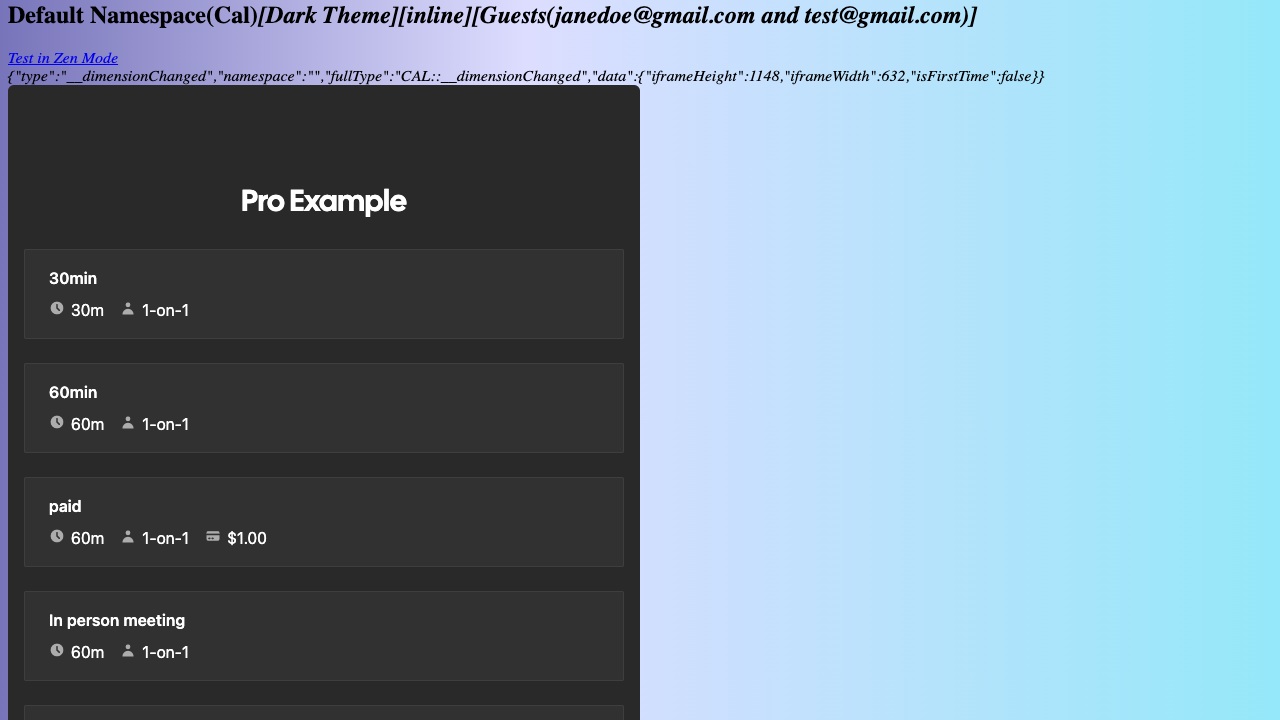 Default Namespace(Cal)[Dark Theme][inline][Guests(janedoe@gmail.com and test@gmail.com)]
Test in Zen Mode
{"type":"__dimensionChanged","namespace":"","fullType":"CAL::__dimensionChanged","data":{"iframeHeight":1148,"iframeWidth":632,"isFirstTime":false}}
Pro Example
30min
30m 1-on-1
60min
60m 1-on-1
paid
60m 1-on-1 $1.00
In person meeting
60m 1-on-1